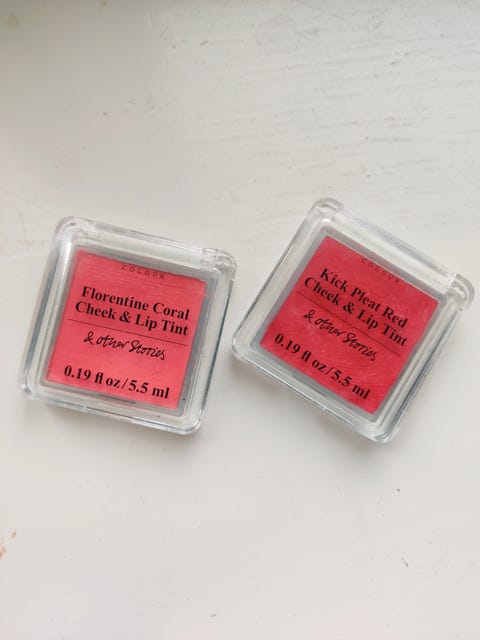 COLOUR
Florentine Coral
Cheek & Lip Tint
& other Stories
0.19 fl oz / 5.5 ml
COLOUR
Kick Pleat Red
Cheek & Lip Tint
& other Stories
0.19 fl oz / 5.5 ml